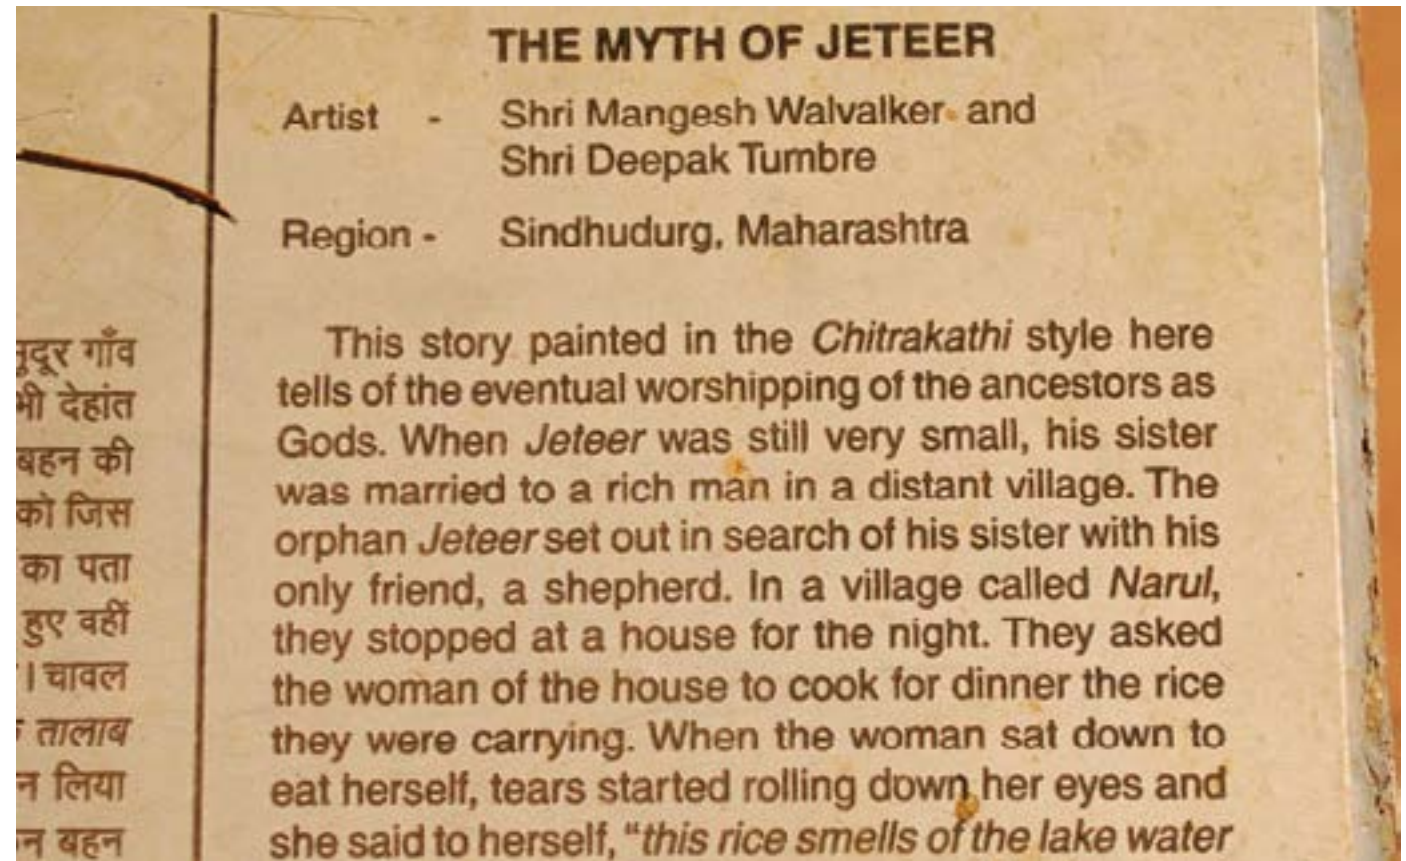 THE MYTH OF JETEER
Artist - Shri Mangesh Walvalker and
Shri Deepak Tumbre
Region - Sindhudurg, Maharashtra
This story painted in the Chitrakathi style here
tells of the eventual worshipping of the ancestors as
Gods. When Jeteer was still very small, his sister
was married to a rich man in a distant village. The
orphan Jeteer set out in search of his sister with his
only friend, a shepherd. In a village called Narul,
they stopped at a house for the night. They asked
the woman of the house to cook for dinner the rice
they were carrying. When the woman sat down to
eat herself, tears started rolling down her eyes and
she said to herself, "this rice smells of the lake water
गाँव
देहांत
बहन की
को जिस
का पता
हुए वहीं
। चावल
तालाब
लिया
बहन